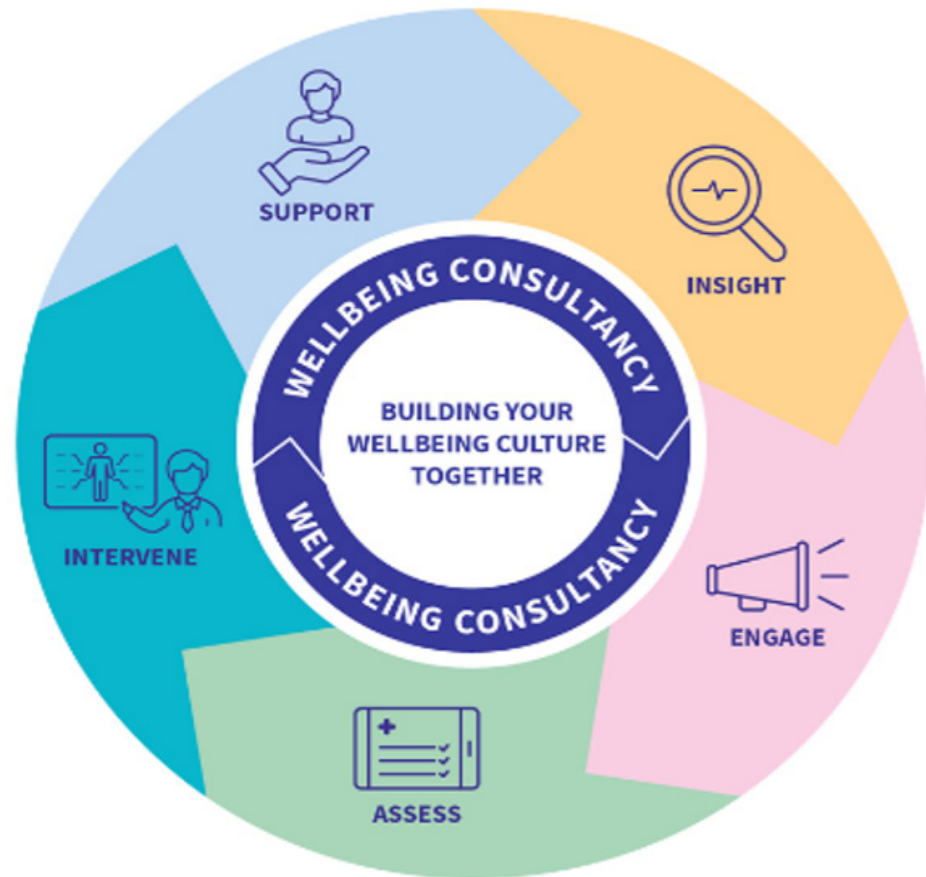 SUPPORT
INSIGHT
WELLBEING CONSULTANCY
BUILDING YOUR
WELLBEING CULTURE
TOGETHER
WELLBEING CONSULTANCY
INTERVENE
ENGAGE
ASSESS